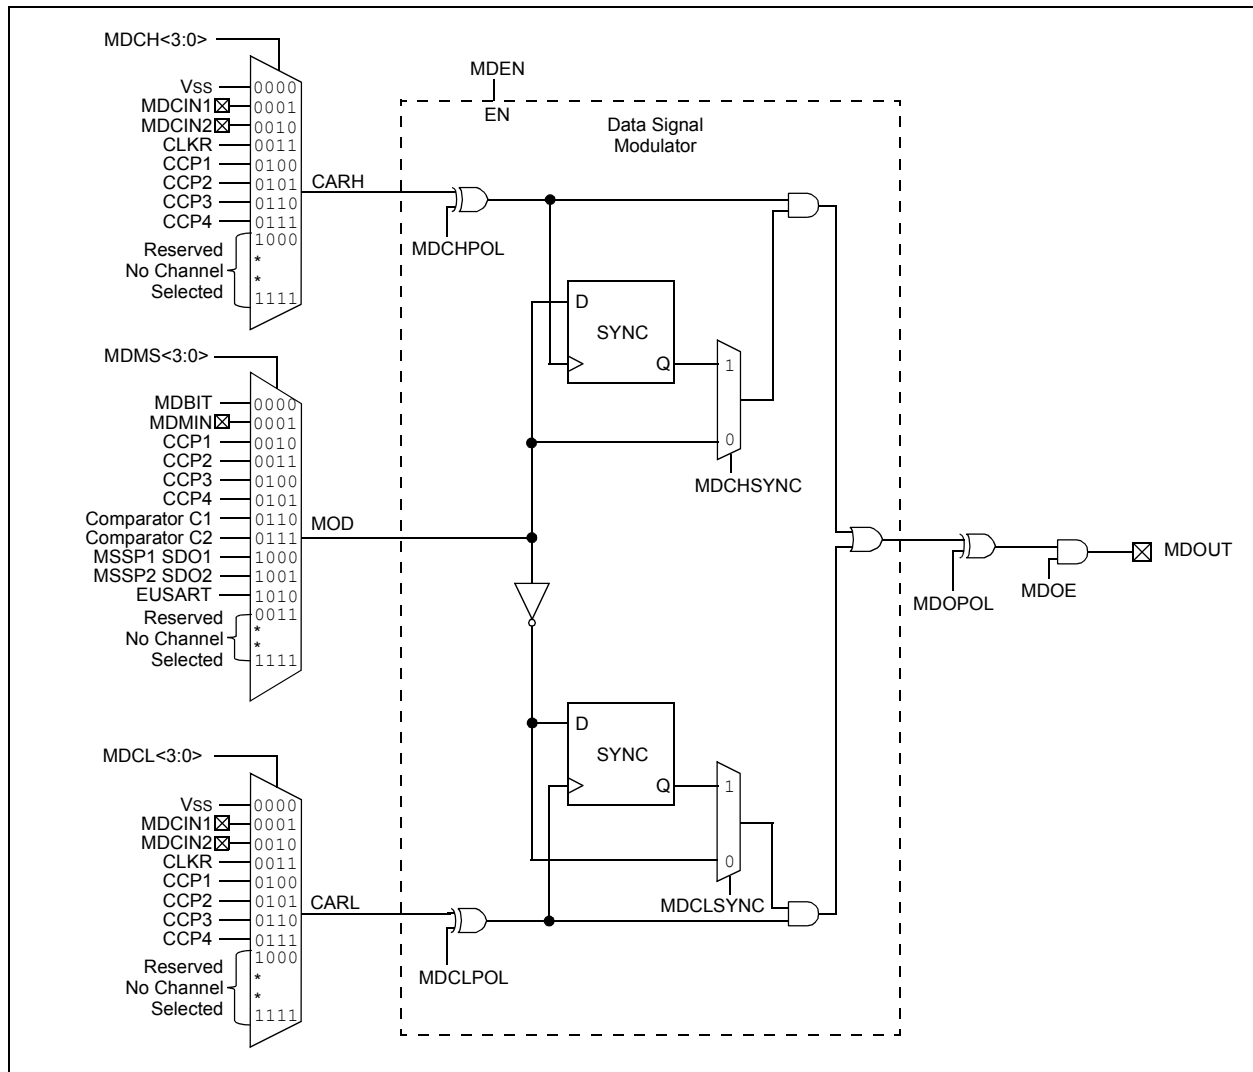 MDCH<3:0>
VSS 0000
MDCIN1 0001
MDCIN2 0010
CLKR 0011
CCP1 0100
CCP2 0101
CCP3 0110
CCP4 0111
Reserved 1000
No Channel *
Selected *
1111
CARH
MDEN
EN
Data Signal
Modulator
MDCHPOL
D
SYNC
Q
1
0
MDCHSYNC
MDMS<3:0>
MDBIT 0000
MDMIN 0001
CCP1 0010
CCP2 0011
CCP3 0100
CCP4 0101
Comparator C1 0110
Comparator C2 0111
MSSP1 SDO1 1000
MSSP2 SDO2 1001
EUSART 1010
Reserved 0011
No Channel *
Selected *
1111
MOD
MDOPOL
MDOE
MDOUT
D
SYNC
Q
1
0
MDCLSYNC
MDCL<3:0>
VSS 0000
MDCIN1 0001
MDCIN2 0010
CLKR 0011
CCP1 0100
CCP2 0101
CCP3 0110
CCP4 0111
Reserved 1000
No Channel *
Selected *
1111
CARL
MDCLPOL